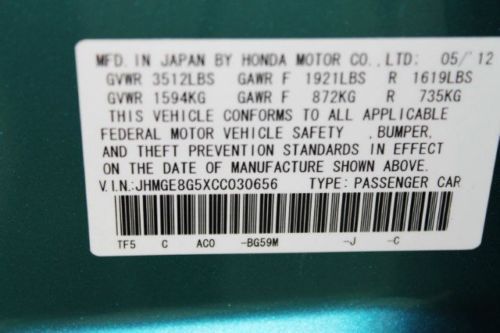 MFD. IN JAPAN BY HONDA MOTOR CO., LTD: 05/'12
GVWR 3512LBS GAWR F 1921LBS R 1619LBS
GVWR 1594KG GAWR F 872KG R 735KG
THIS VEHICLE CONFORMS TO ALL APPLICABLE
FEDERAL MOTOR VEHICLE SAFETY , BUMPER,
AND THEFT PREVENTION STANDARDS IN EFFECT
ON THE DATE OF MANUFACTURE SHOWN ABOVE.
V.I.N.:JHMGE8G5XCC030656 TYPE: PASSENGER CAR
TF5 C AC0 -BG59M -J -C